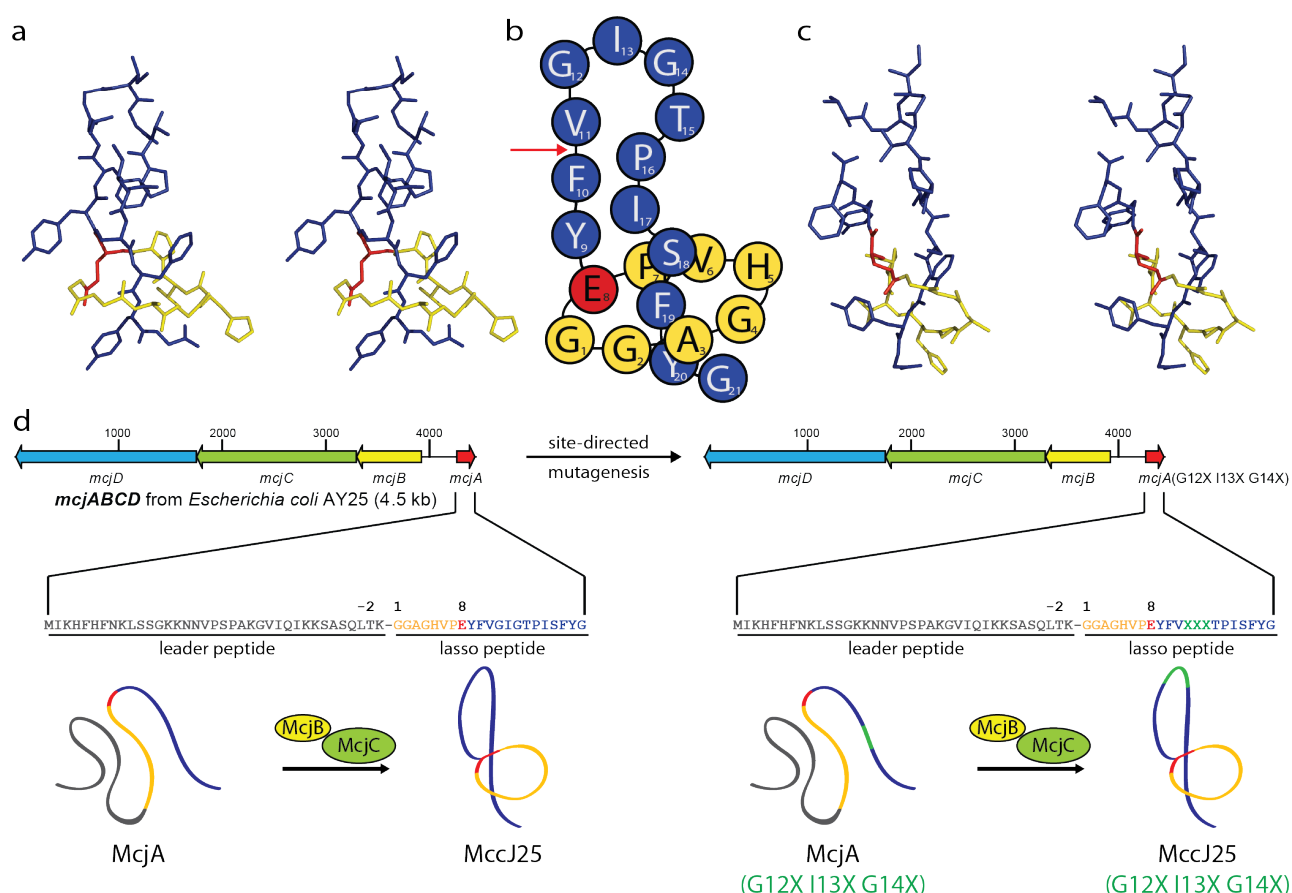 a
b
c
G12
I13
G14
V11
T15
F10
P16
Y9
I17
E8
P7
S18
V6
H5
F19
G4
G1
G2
A3
Y20
G21
d
1000 2000 3000 4000
mcjD mcjC mcjB mcjA
mcjABCD from Escherichia coli AY25 (4.5 kb)
site-directed
mutagenesis
1000 2000 3000 4000
mcjD mcjC mcjB mcjA(G12X I13X G14X)
-2 1 8
MIKHFHFNKLSSGKKNNVPSPAKGVIQIKKSASQLTK-GGAGHVPEYFVGIGTPISFYG
leader peptide lasso peptide
-2 1 8
MIKHFHFNKLSSGKKNNVPSPAKGVIQIKKSASQLTK-GGAGHVPEYFVXXXTPISFYG
leader peptide lasso peptide
McjB
McjC
McjA
MccJ25
McjB
McjC
McjA
(G12X I13X G14X)
MccJ25
(G12X I13X G14X)